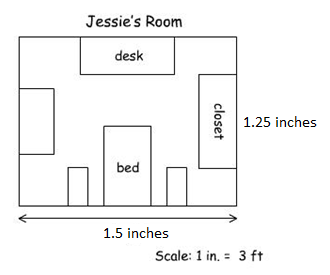 Jessie's Room
desk
closet
1.25 inches
bed
1.5 inches
Scale: 1 in. = 3 ft